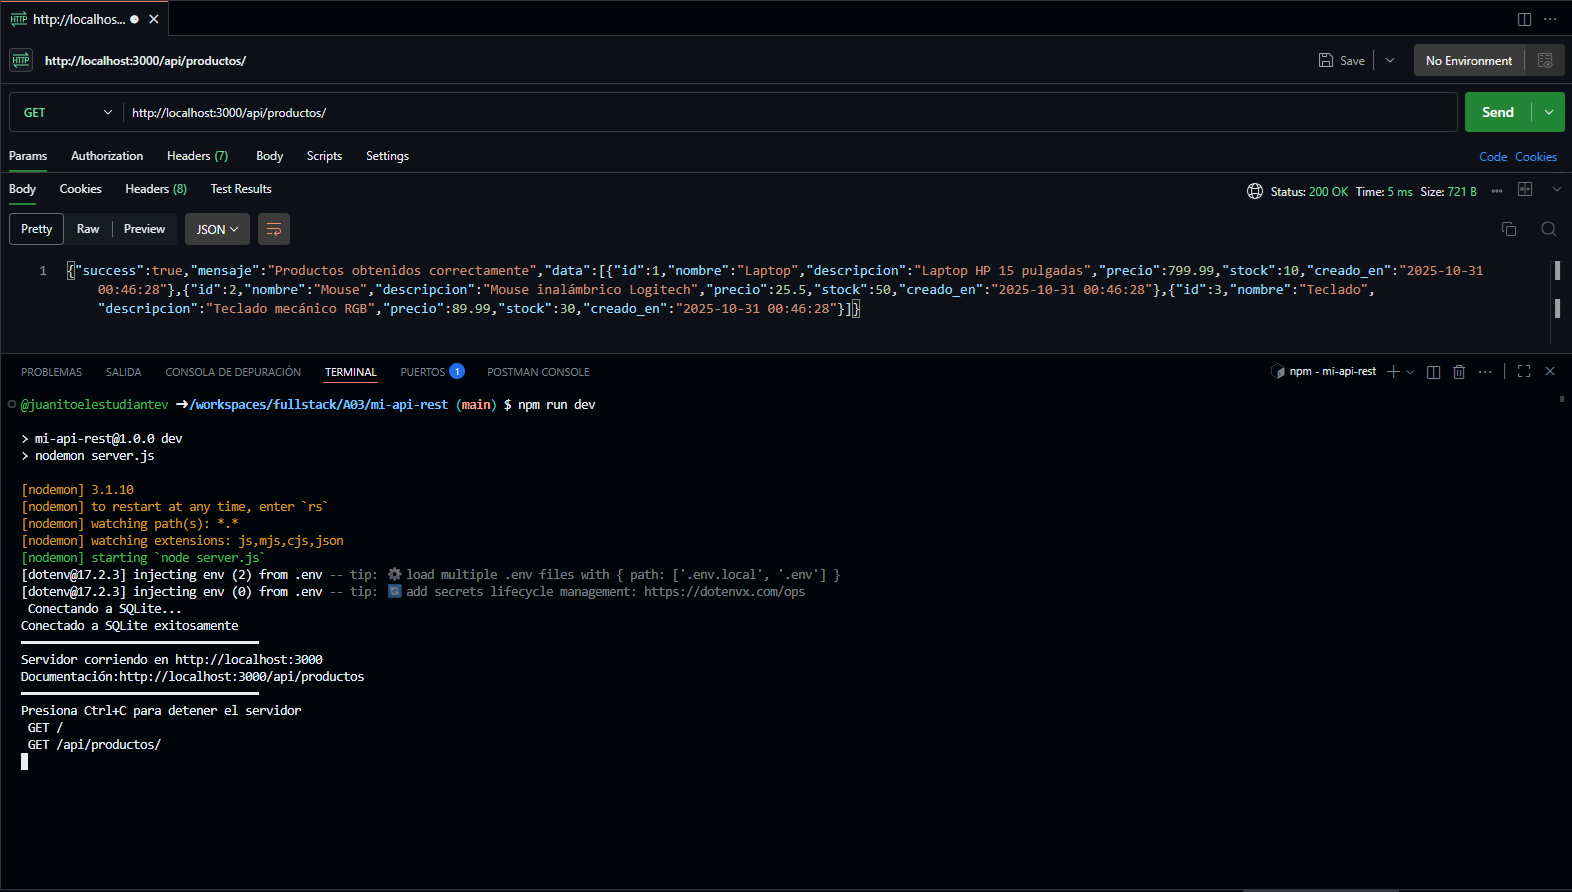 HTTP http://localhos... ● ×
HTTP http://localhost:3000/api/productos/ Save No Environment
GET http://localhost:3000/api/productos/ Send
Params Authorization Headers (7) Body Scripts Settings Code Cookies
Body Cookies Headers (8) Test Results Status: 200 OK Time: 5 ms Size: 721 B
Pretty Raw Preview JSON
1 {"success":true,"mensaje":"Productos obtenidos correctamente","data":[{"id":1,"nombre":"Laptop","descripcion":"Laptop HP 15 pulgadas","precio":799.99,"stock":10,"creado_en":"2025-10-31
00:46:28"},{"id":2,"nombre":"Mouse","descripcion":"Mouse inalámbrico Logitech","precio":25.5,"stock":50,"creado_en":"2025-10-31 00:46:28"},{"id":3,"nombre":"Teclado",
"descripcion":"Teclado mecánico RGB","precio":89.99,"stock":30,"creado_en":"2025-10-31 00:46:28"}]}
PROBLEMAS SALIDA CONSOLA DE DEPURACIÓN TERMINAL PUERTOS 1 POSTMAN CONSOLE npm - mi-api-rest
@juanitoelestudiantev ➜/workspaces/fullstack/A03/mi-api-rest (main) $ npm run dev
> mi-api-rest@1.0.0 dev
> nodemon server.js
[nodemon] 3.1.10
[nodemon] to restart at any time, enter `rs`
[nodemon] watching path(s): *.*
[nodemon] watching extensions: js,mjs,cjs,json
[nodemon] starting `node server.js`
[dotenv@17.2.3] injecting env (2) from .env -- tip: ⚙️ load multiple .env files with { path: ['.env.local', '.env'] }
[dotenv@17.2.3] injecting env (0) from .env -- tip: 🔄 add secrets lifecycle management: https://dotenvx.com/ops
Conectando a SQLite...
Conectado a SQLite exitosamente
Servidor corriendo en http://localhost:3000
Documentación:http://localhost:3000/api/productos
Presiona Ctrl+C para detener el servidor
GET /
GET /api/productos/